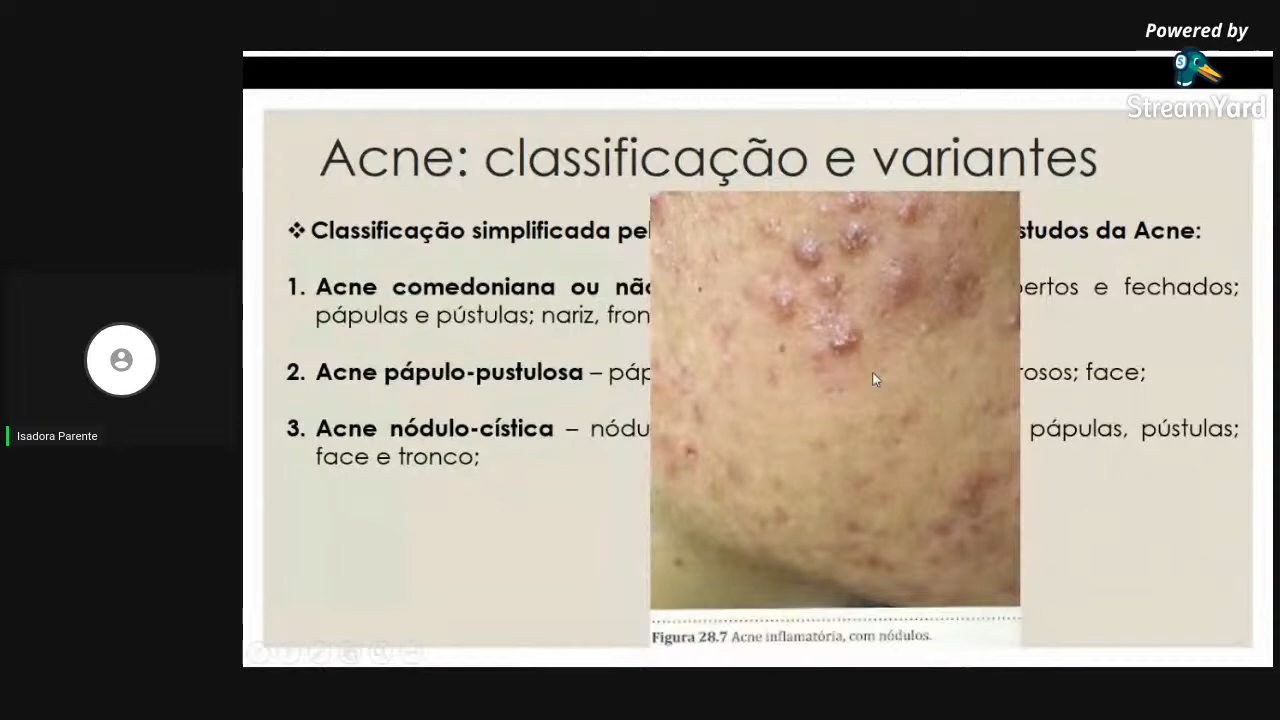 Powered by
StreamYard
Acne: classificação e variantes
❖ Classificação simplificada pel studos da Acne:
1. Acne comedoniana ou não bertos e fechados;
pápulas e pústulas; nariz, fron
2. Acne pápulo-pustulosa – páp rosos; face;
3. Acne nódulo-cística – nódu pápulas, pústulas;
face e tronco;
Figura 28.7 Acne inflamatória, com nódulos.
Isadora Parente